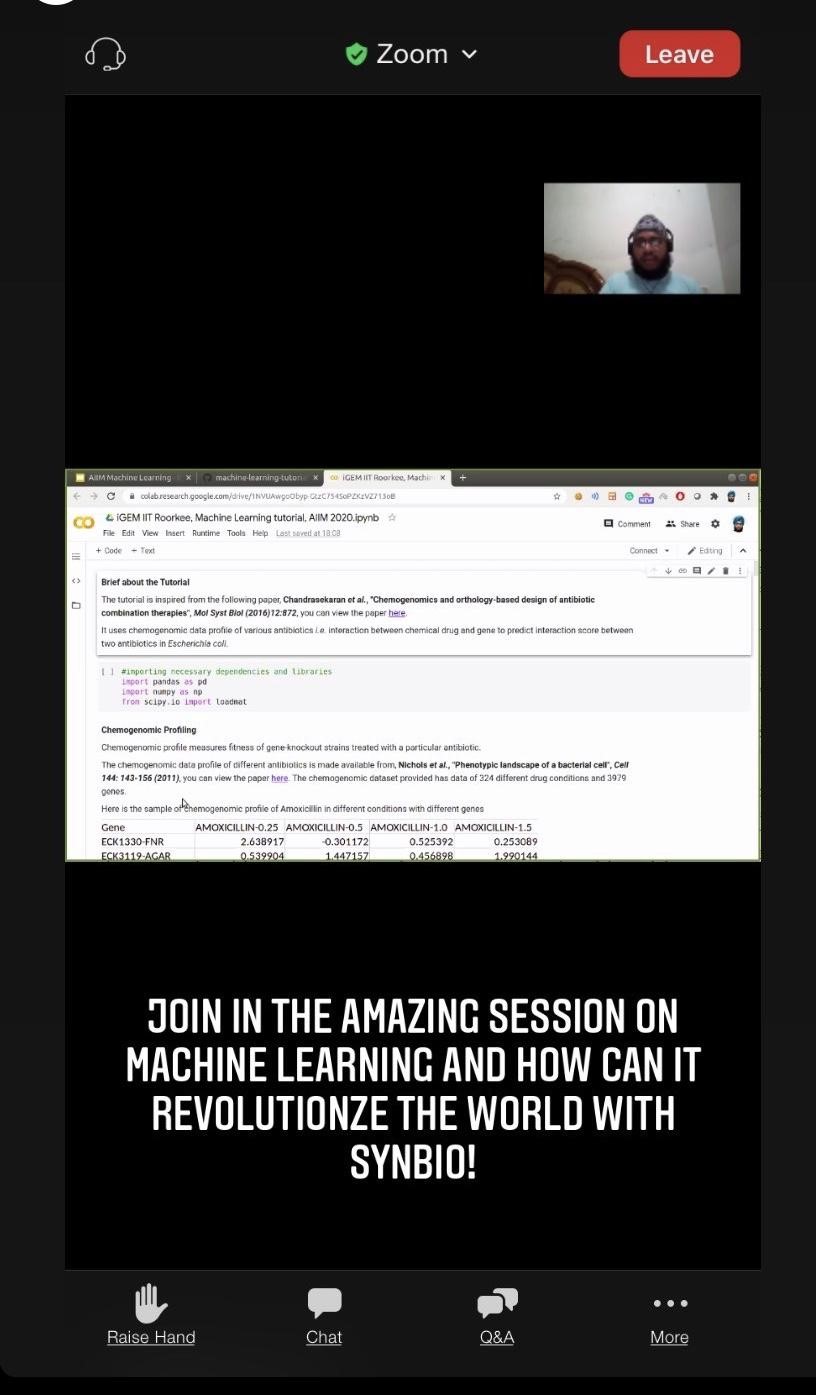 Zoom
Leave
AIIM Machine Learning
machine-learning-tutoria
iGEM IIT Roorkee, Machin
iGEM IIT Roorkee, Machine Learning tutorial, AIIM 2020.ipynb
Comment
Share
File Edit View Insert Runtime Tools Help Last saved at 18:08
+ Code + Text
Connect
Editing
Brief about the Tutorial
The tutorial is inspired from the following paper, Chandrasekaran et al., "Chemogenomics and orthology-based design of antibiotic
combination therapies", Mol Syst Biol (2016)12:872, you can view the paper here.
It uses chemogenomic data profile of various antibiotics i.e. interaction between chemical drug and gene to predict interaction score between
two antibiotics in Escherichia coli.
[ ] #importing necessary dependencies and libraries
import pandas as pd
import numpy as np
from scipy.io import loadmat
Chemogenomic Profiling
Chemogenomic profile measures fitness of gene-knockout strains treated with a particular antibiotic.
The chemogenomic data profile of different antibiotics is made available from, Nichols et al., "Phenotypic landscape of a bacterial cell", Cell
144: 143-156 (2011), you can view the paper here. The chemogenomic dataset provided has data of 324 different drug conditions and 3979
genes.
Here is the sample of chemogenomic profile of Amoxicillin in different conditions with different genes
Gene AMOXICILLIN-0.25 AMOXICILLIN-0.5 AMOXICILLIN-1.0 AMOXICILLIN-1.5
ECK1330-FNR 2.638917 -0.301172 0.525392 0.253089
ECK3119-AGAR 0.539904 1.447157 0.456898 1.990144
JOIN IN THE AMAZING SESSION ON
MACHINE LEARNING AND HOW CAN IT
REVOLUTIONZE THE WORLD WITH
SYNBIO!
Raise Hand
Chat
Q&A
More